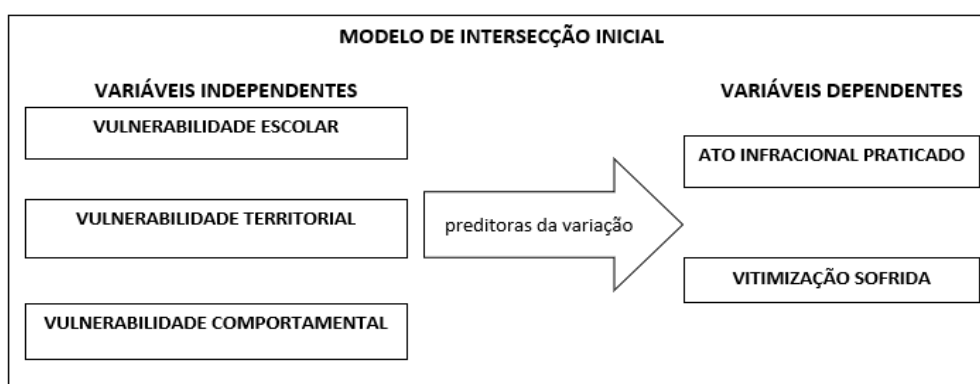 MODELO DE INTERSECÇÃO INICIAL
VARIÁVEIS INDEPENDENTES
VULNERABILIDADE ESCOLAR
VULNERABILIDADE TERRITORIAL
VULNERABILIDADE COMPORTAMENTAL
preditoras da variação
VARIÁVEIS DEPENDENTES
ATO INFRACIONAL PRATICADO
VITIMIZAÇÃO SOFRIDA